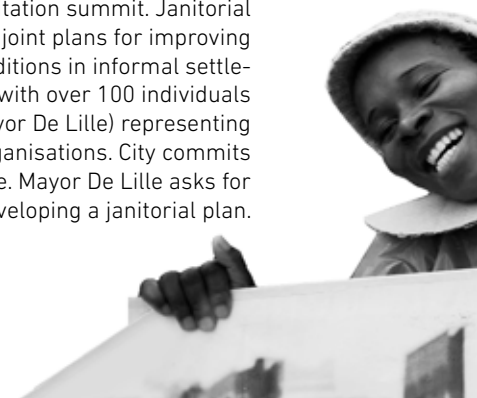 tation summit. Janitorial
joint plans for improving
ditions in informal settle-
with over 100 individuals
yor De Lille) representing
ganisations. City commits
e. Mayor De Lille asks for
veloping a janitorial plan.